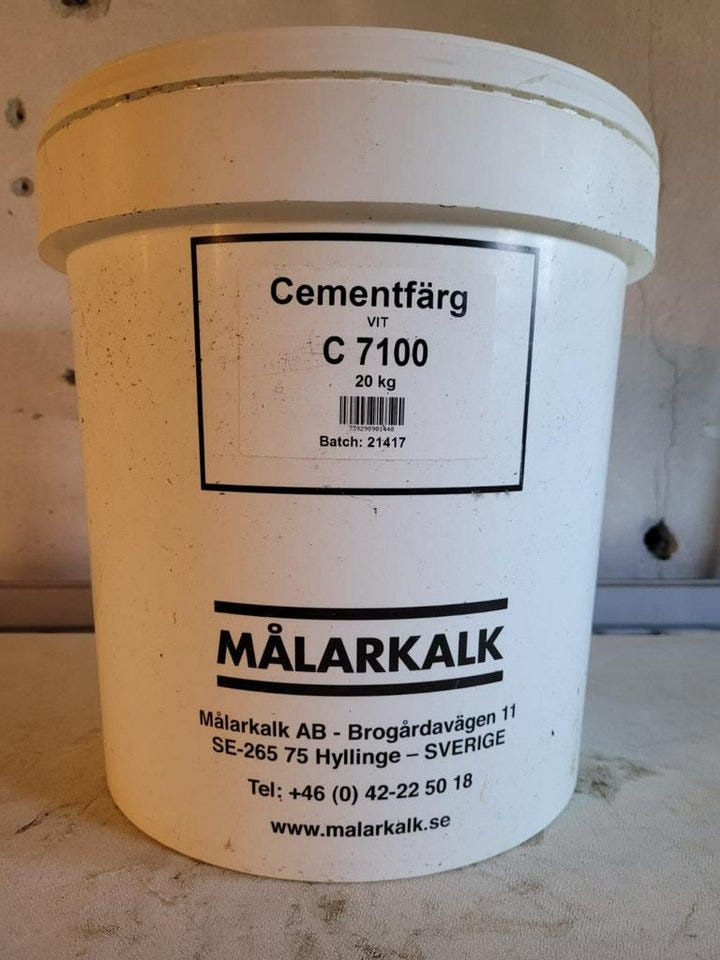 Cementfärg
VIT
C 7100
20 kg
Batch: 21417
MÅLARKALK
Målarkalk AB - Brogårdavägen 11
SE-265 75 Hyllinge – SVERIGE
Tel: +46 (0) 42-22 50 18
www.malarkalk.se